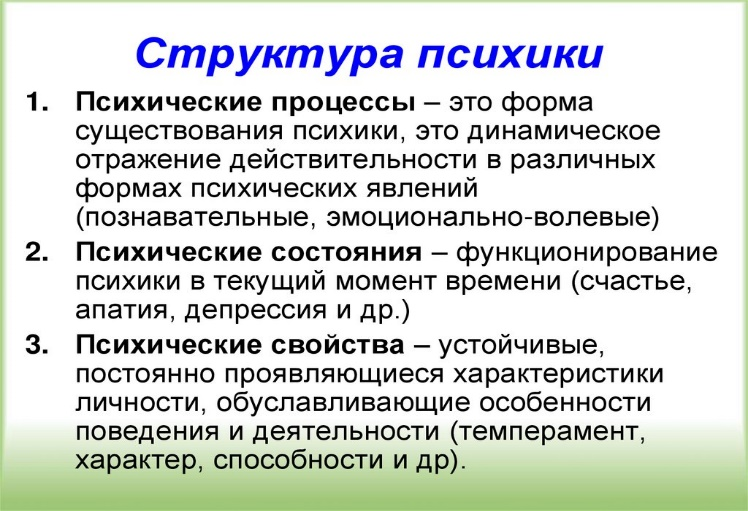 Структура психики
1. Психические процессы – это форма
существования психики, это динамическое
отражение действительности в различных
формах психических явлений
(познавательные, эмоционально-волевые)
2. Психические состояния – функционирование
психики в текущий момент времени (счастье,
апатия, депрессия и др.)
3. Психические свойства – устойчивые,
постоянно проявляющиеся характеристики
личности, обуславливающие особенности
поведения и деятельности (темперамент,
характер, способности и др).